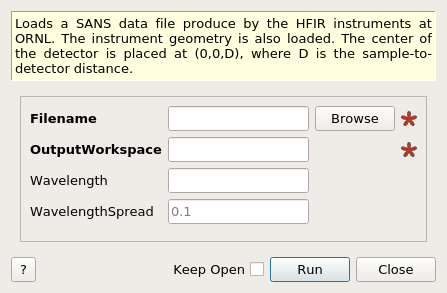 Loads a SANS data file produce by the HFIR instruments at
ORNL. The instrument geometry is also loaded. The center of
the detector is placed at (0,0,D), where D is the sample-to-
detector distance.
Filename Browse *
OutputWorkspace *
Wavelength
WavelengthSpread 0.1
? Keep Open Run Close